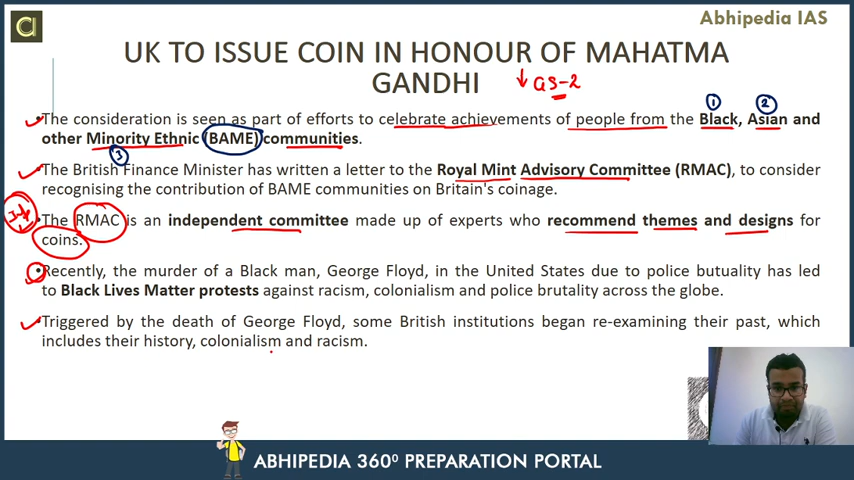 Abhipedia IAS
UK TO ISSUE COIN IN HONOUR OF MAHATMA
GANDHI
↓ GS-2
1 2
•The consideration is seen as part of efforts to celebrate achievements of people from the Black, Asian and
other Minority Ethnic (BAME) communities.
3
•The British Finance Minister has written a letter to the Royal Mint Advisory Committee (RMAC), to consider
recognising the contribution of BAME communities on Britain's coinage.
•The RMAC is an independent committee made up of experts who recommend themes and designs for
coins.
•Recently, the murder of a Black man, George Floyd, in the United States due to police butuality has led
to Black Lives Matter protests against racism, colonialism and police brutality across the globe.
•Triggered by the death of George Floyd, some British institutions began re-examining their past, which
includes their history, colonialism and racism.
ABHIPEDIA 360⁰ PREPARATION PORTAL